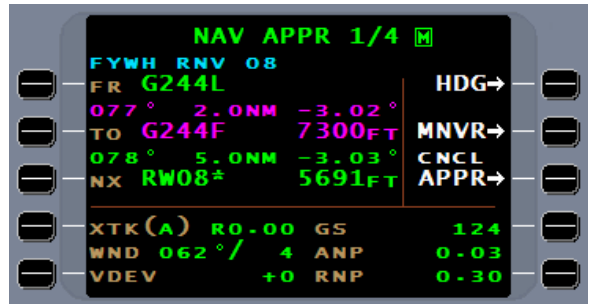 NAV APPR 1/4 M
FYWH RNV 08
FR G244L HDG→
077° 2.0NM -3.02°
TO G244F 7300FT MNVR→
078° 5.0NM -3.03° CNCL
NX RW08* 5691FT APPR→
XTK(A) R0.00 GS 124
WND 062°/ 4 ANP 0.03
VDEV +0 RNP 0.30